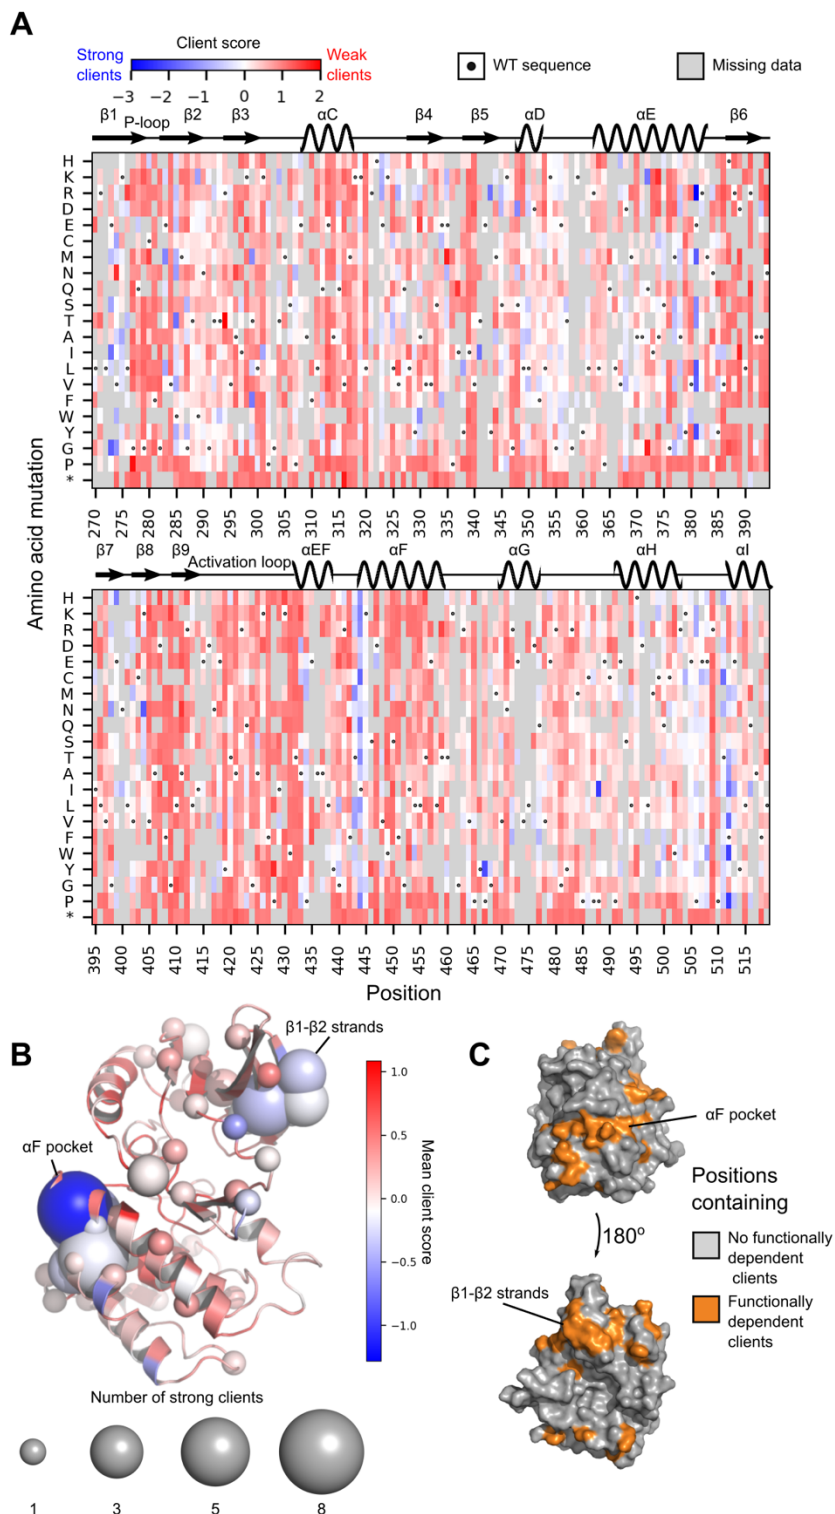 A
Client score
Strong clients
Weak clients
−3 −2 −1 0 1 2
WT sequence
Missing data
β1 P-loop β2 β3 αC β4 β5 αD αE β6
H
K
R
D
E
C
M
N
Q
S
T
A
I
L
V
F
W
Y
G
P
*
270 275 280 285 290 295 300 305 310 315 320 325 330 335 340 345 350 355 360 365 370 375 380 385 390
Amino acid mutation
β7 β8 β9 Activation loop αEF αF αG αH αI
H
K
R
D
E
C
M
N
Q
S
T
A
I
L
V
F
W
Y
G
P
*
395 400 405 410 415 420 425 430 435 440 445 450 455 460 465 470 475 480 485 490 495 500 505 510 515
Position
B
β1-β2 strands
αF pocket
1.0
0.5
0.0
−0.5
−1.0
Mean client score
Number of strong clients
1 3 5 8
C
αF pocket
180º
β1-β2 strands
Positions
containing
No functionally
dependent
clients
Functionally
dependent
clients